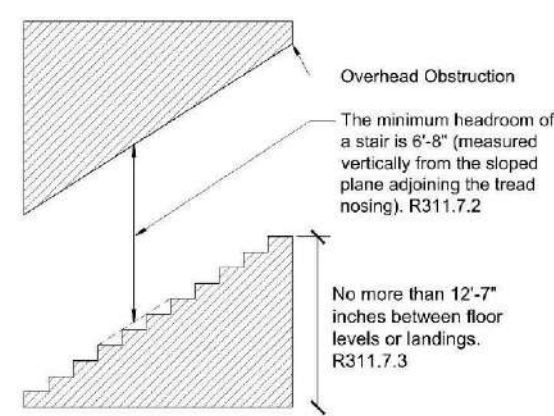 Overhead Obstruction
The minimum headroom of
a stair is 6'-8" (measured
vertically from the sloped
plane adjoining the tread
nosing). R311.7.2
No more than 12'-7"
inches between floor
levels or landings.
R311.7.3